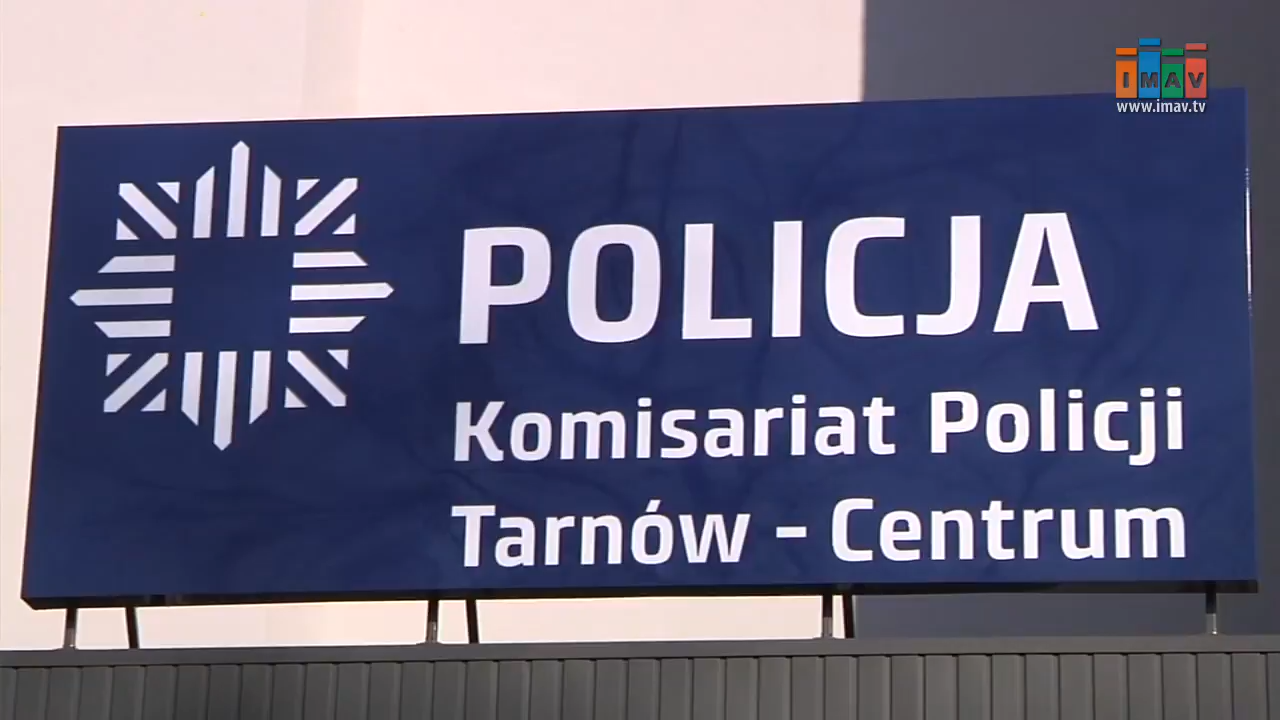 IMAV
www.imav.tv
POLICJA
Komisariat Policji
Tarnów - Centrum